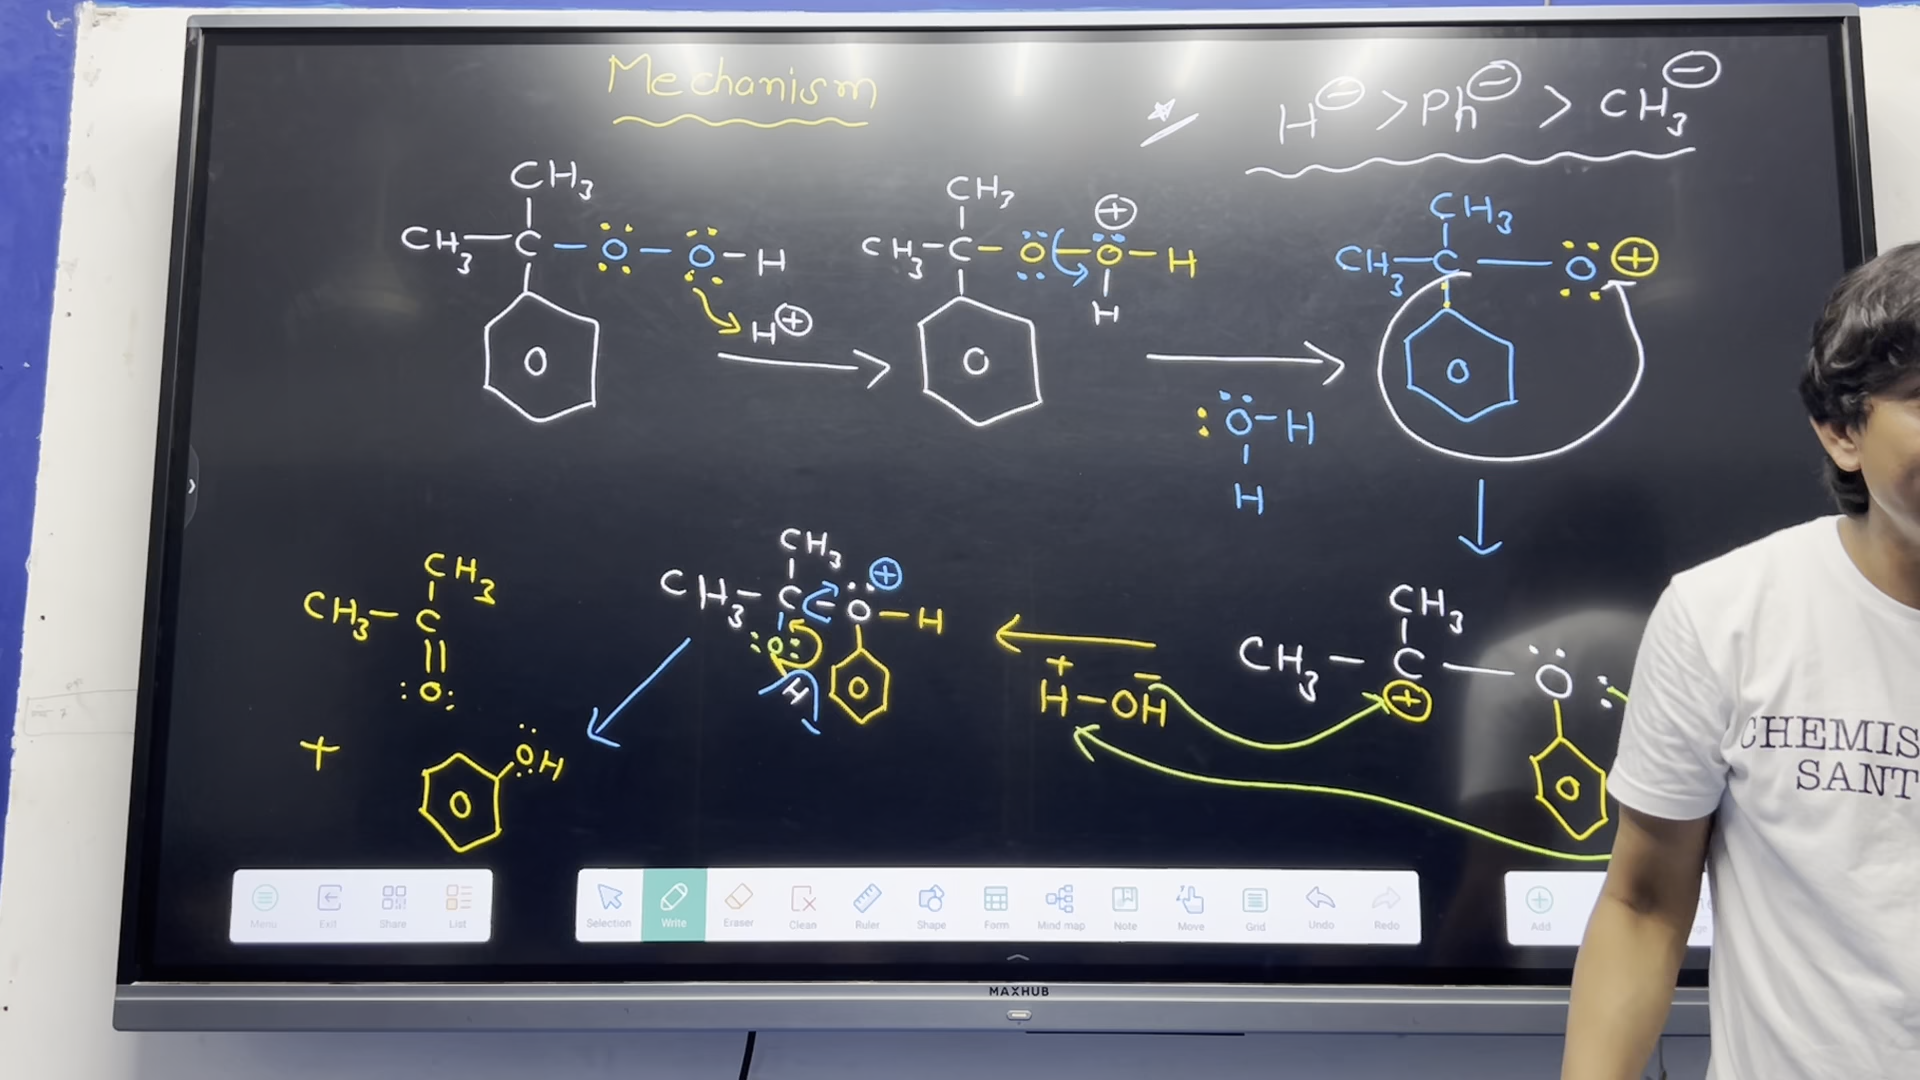 Mechanism
H⊖ > Ph⊖ > CH₃⊖
CH₃
CH₃—C—O—O—H
H⊕
CH₃
CH₃—C—O—O⊕—H
H
O—H
H
CH₃
CH₃—C—O⊕
CH₃
CH₃—C—O
⊕
H⁺—OH⁻
CH₃
CH₃—C—O⊕—H
O
H
CH₃
CH₃—C
O
+
OH
CHEMIS
SANT
Menu
Exit
Share
List
Selection
Write
Eraser
Clean
Ruler
Shape
Form
Mind map
Note
Move
Grid
Undo
Redo
Add
MAXHUB